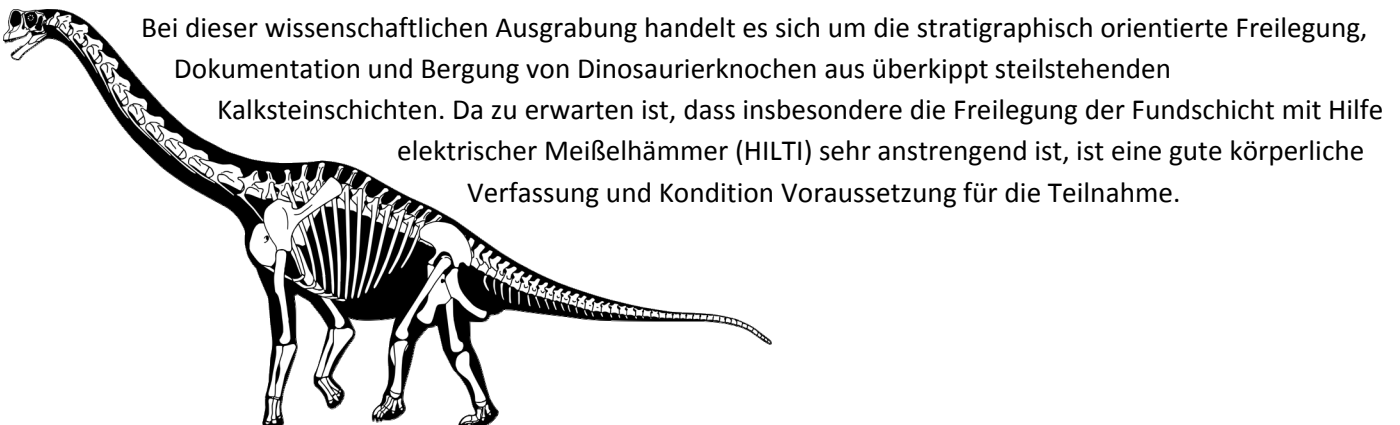 Bei dieser wissenschaftlichen Ausgrabung handelt es sich um die stratigraphisch orientierte Freilegung,
Dokumentation und Bergung von Dinosaurierknochen aus überkippt steilstehenden
Kalksteinschichten. Da zu erwarten ist, dass insbesondere die Freilegung der Fundschicht mit Hilfe
elektrischer Meißelhämmer (HILTI) sehr anstrengend ist, ist eine gute körperliche
Verfassung und Kondition Voraussetzung für die Teilnahme.